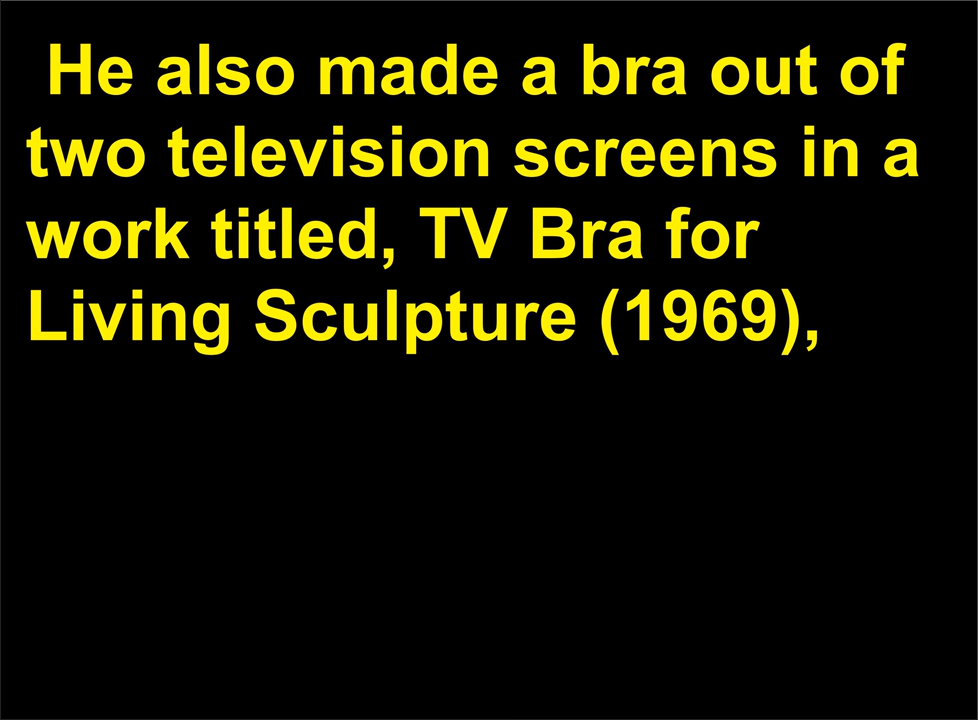 He also made a bra out of
two television screens in a
work titled, TV Bra for
Living Sculpture (1969),